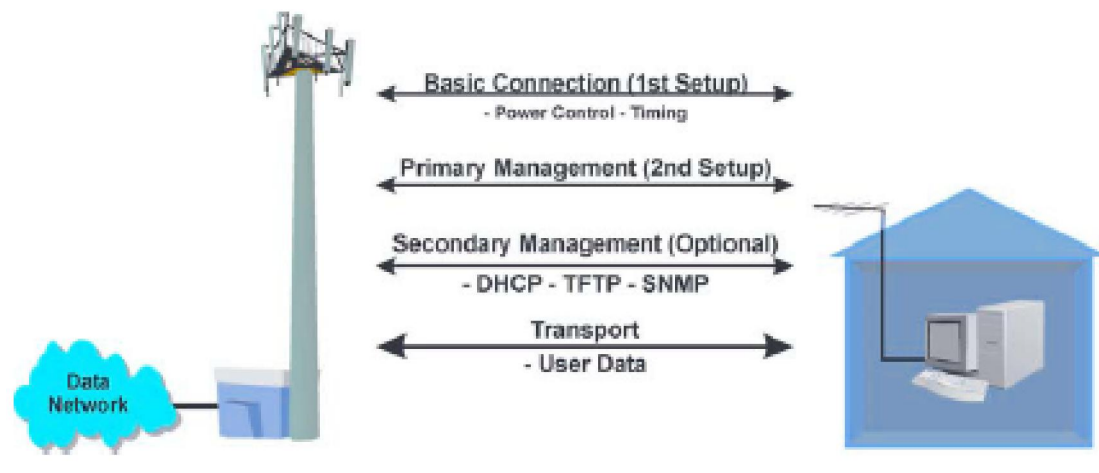 Basic Connection (1st Setup)
- Power Control - Timing
Primary Management (2nd Setup)
Secondary Management (Optional)
- DHCP - TFTP - SNMP
Transport
- User Data
Data
Network